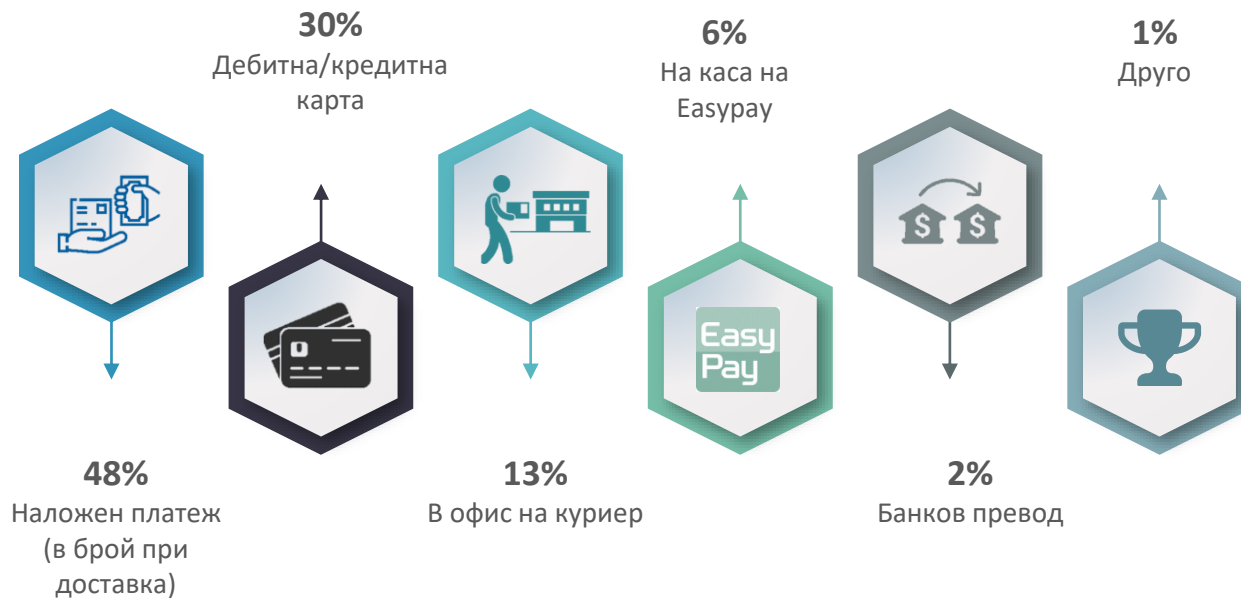 30%
Дебитна/кредитна
карта
6%
На каса на
Easypay
1%
Друго
$ $
Easy
Pay
48%
Наложен платеж
(в брой при
доставка)
13%
В офис на куриер
2%
Банков превод